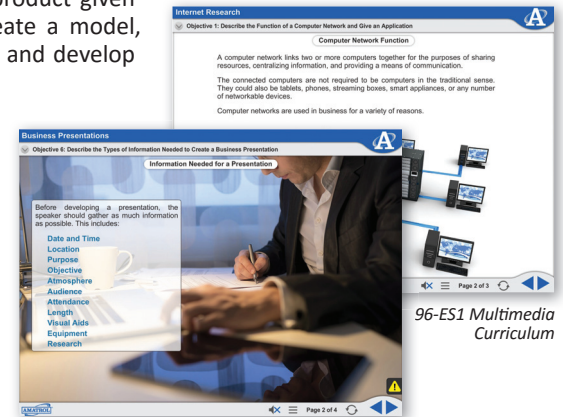 product given
eate a model,
and develop
Internet Research
Objective 1: Describe the Function of a Computer Network and Give an Application
Computer Network Function
A computer network links two or more computers together for the purposes of sharing
resources, centralizing information, and providing a means of communication.
The connected computers are not required to be computers in the traditional sense.
They could also be tablets, phones, streaming boxes, smart appliances, or any number
of networkable devices.
Computer networks are used in business for a variety of reasons.
Page 2 of 3
Business Presentations
Objective 6: Describe the Types of Information Needed to Create a Business Presentation
Information Needed for a Presentation
Before developing a presentation, the
speaker should gather as much information
as possible. This includes:
Date and Time
Location
Purpose
Objective
Atmosphere
Audience
Attendance
Length
Visual Aids
Equipment
Research
AMATROL
Page 2 of 4
96-ES1 Multimedia
Curriculum